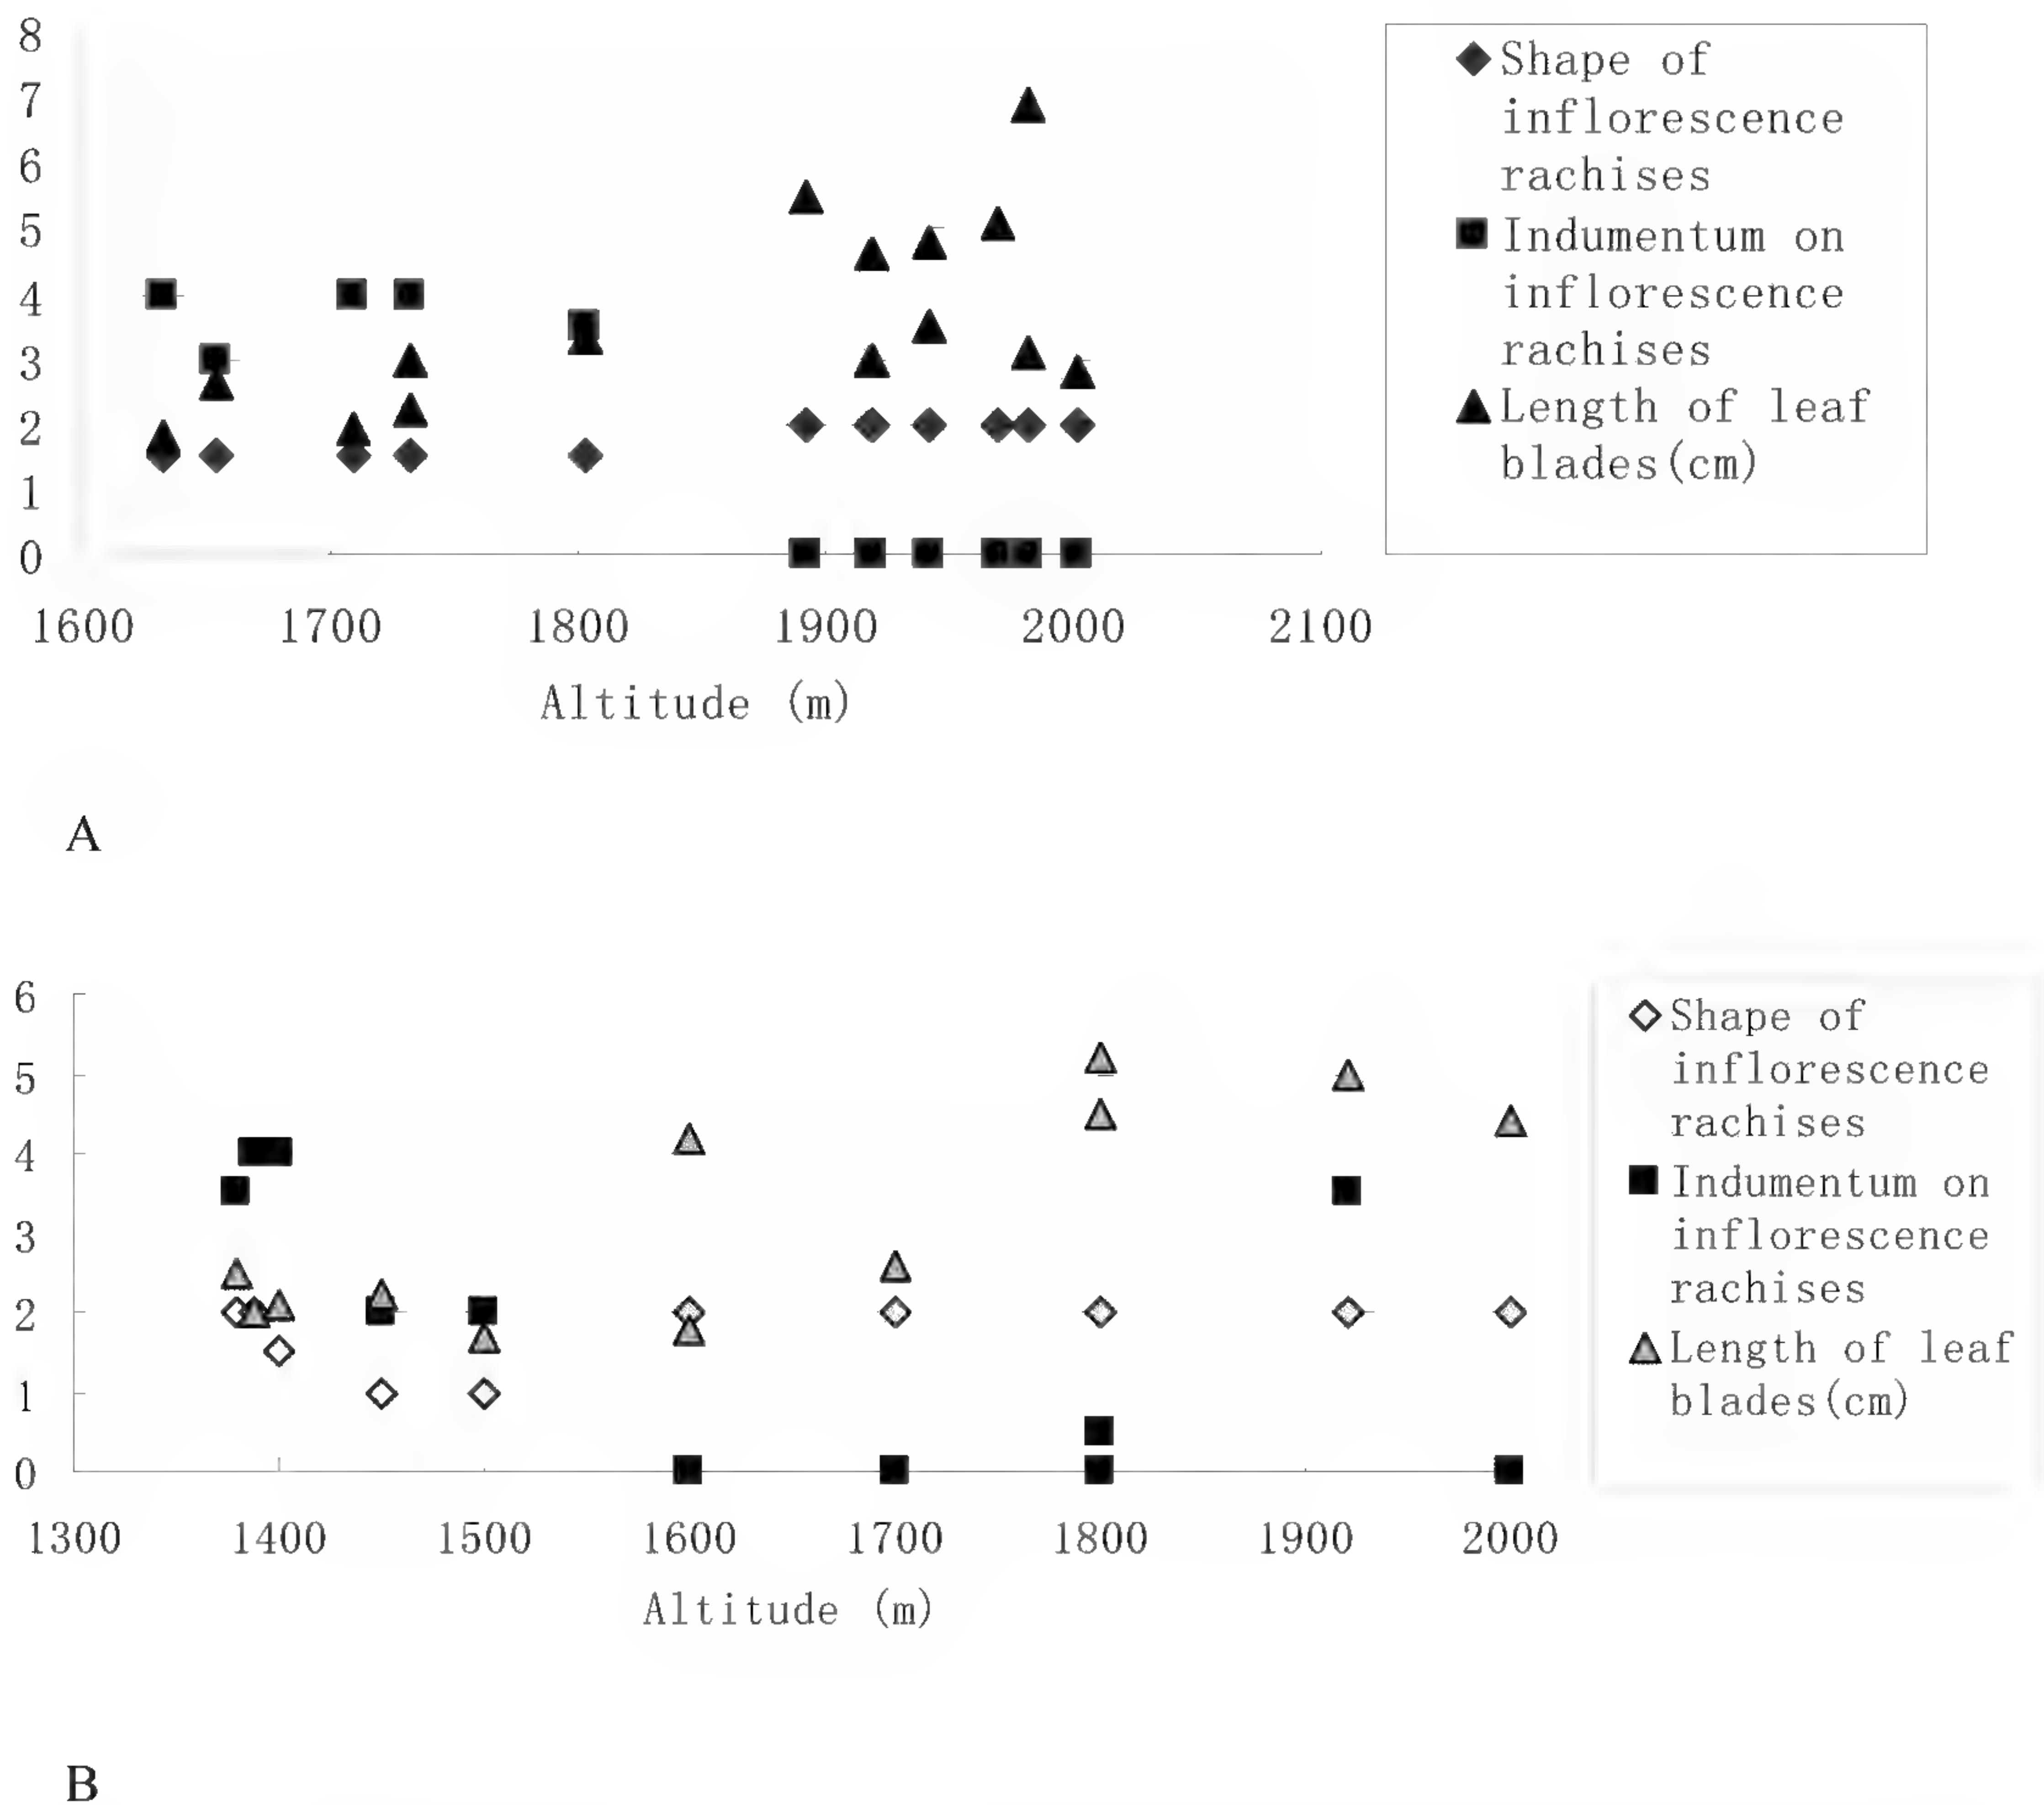 8
7
6
5
4
3
2
1
0
1600 1700 1800 1900 2000 2100
Altitude (m)
Shape of
inflorescence
rachises
Indumentum on
inflorescence
rachises
Length of leaf
blades(cm)
A
6
5
4
3
2
1
0
1300 1400 1500 1600 1700 1800 1900 2000
Altitude (m)
Shape of
inflorescence
rachises
Indumentum on
inflorescence
rachises
Length of leaf
blades(cm)
B